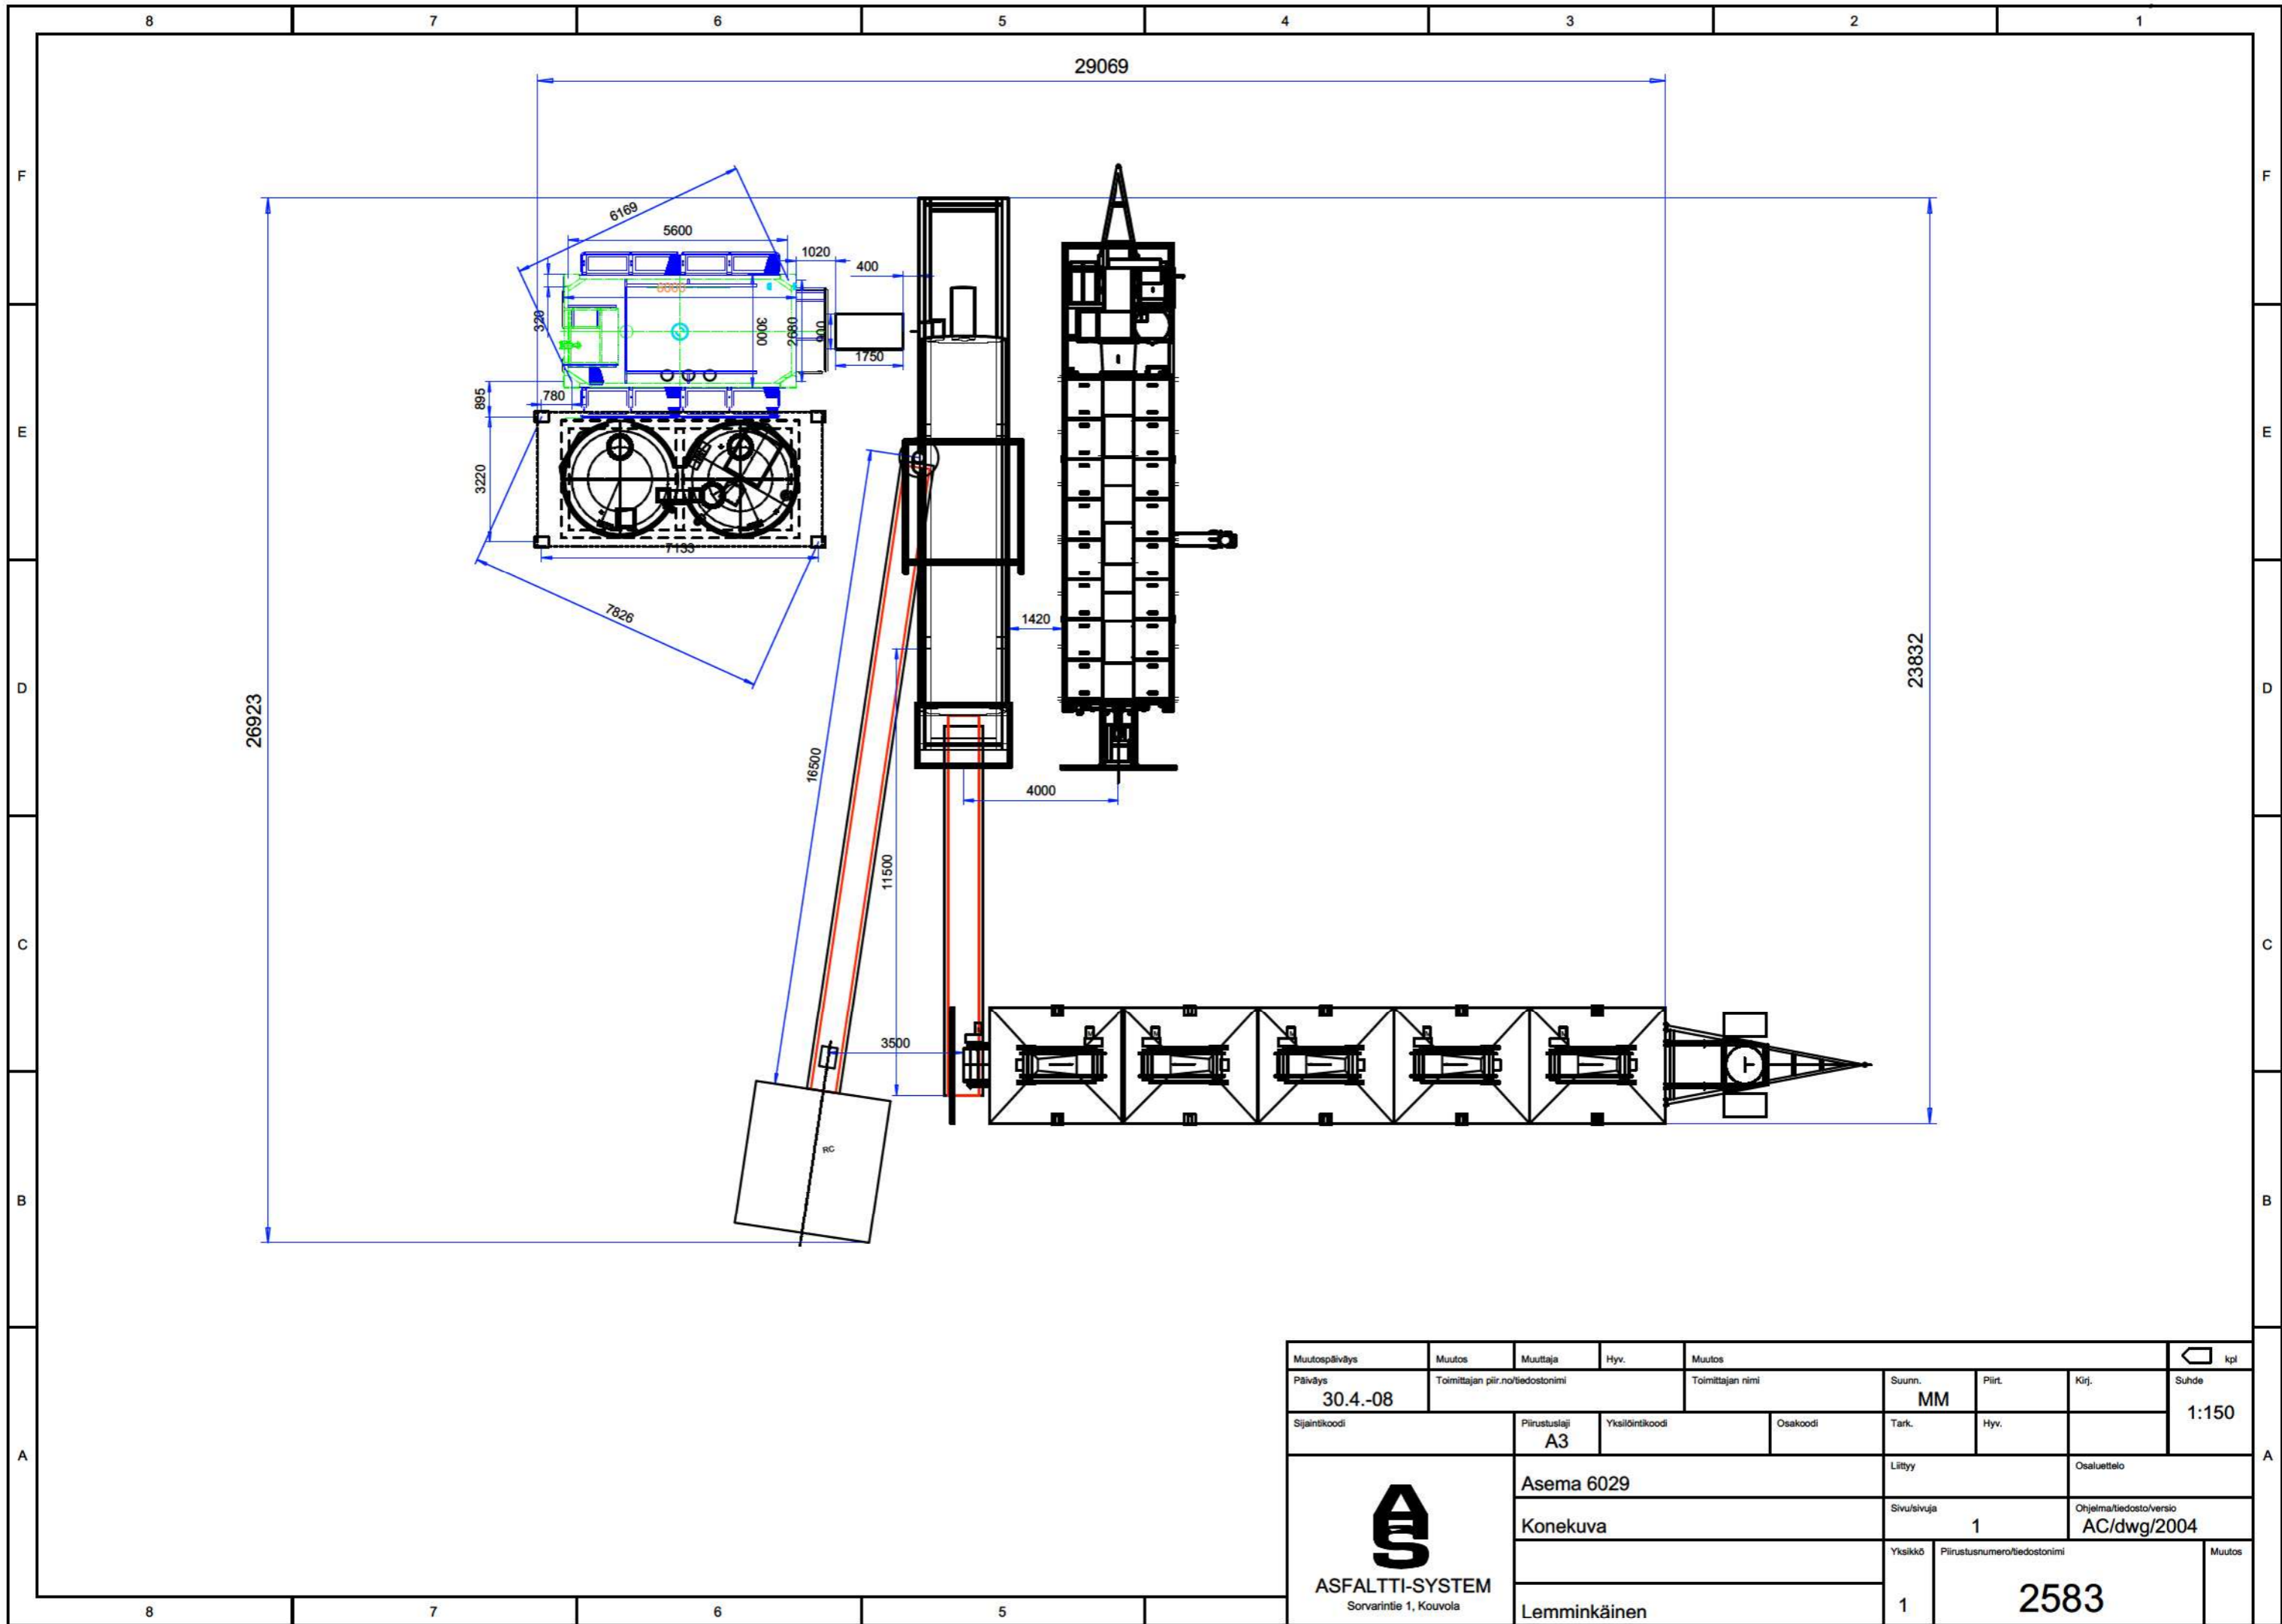 8 7 6 5 4 3 2 1
29069
F F
6169
5600
1020
400
6000
320
3000
2680
900
1750
895
780
E E
3220
7133
7826
1420
D D
26923
23832
16500
4000
11500
C C
3500
RC
B B
A A
Muutospäiväys Muutos Muuttaja Hyv. Muutos kpl
Päiväys Toimittajan piir.no/tiedostonimi Toimittajan nimi Suunn. Piirt. Kirj. Suhde
30.4.-08 MM 1:150
Sijaintikoodi Piirustuslaji Yksilöintikoodi Osakoodi Tark. Hyv.
A3
Asema 6029 Liittyy Osaluettelo
Konekuva Sivu/sivuja Ohjelma/tiedosto/versio
1 AC/dwg/2004
AS
Yksikkö Piirustusnumero/tiedostonimi Muutos
ASFALTTI-SYSTEM
Sorvarintie 1, Kouvola
Lemminkäinen 1 2583
8 7 6 5